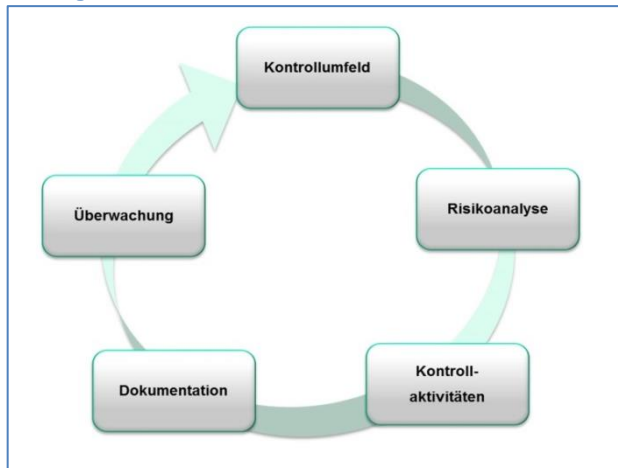 Kontrollumfeld
Risikoanalyse
Kontroll-
aktivitäten
Dokumentation
Überwachung